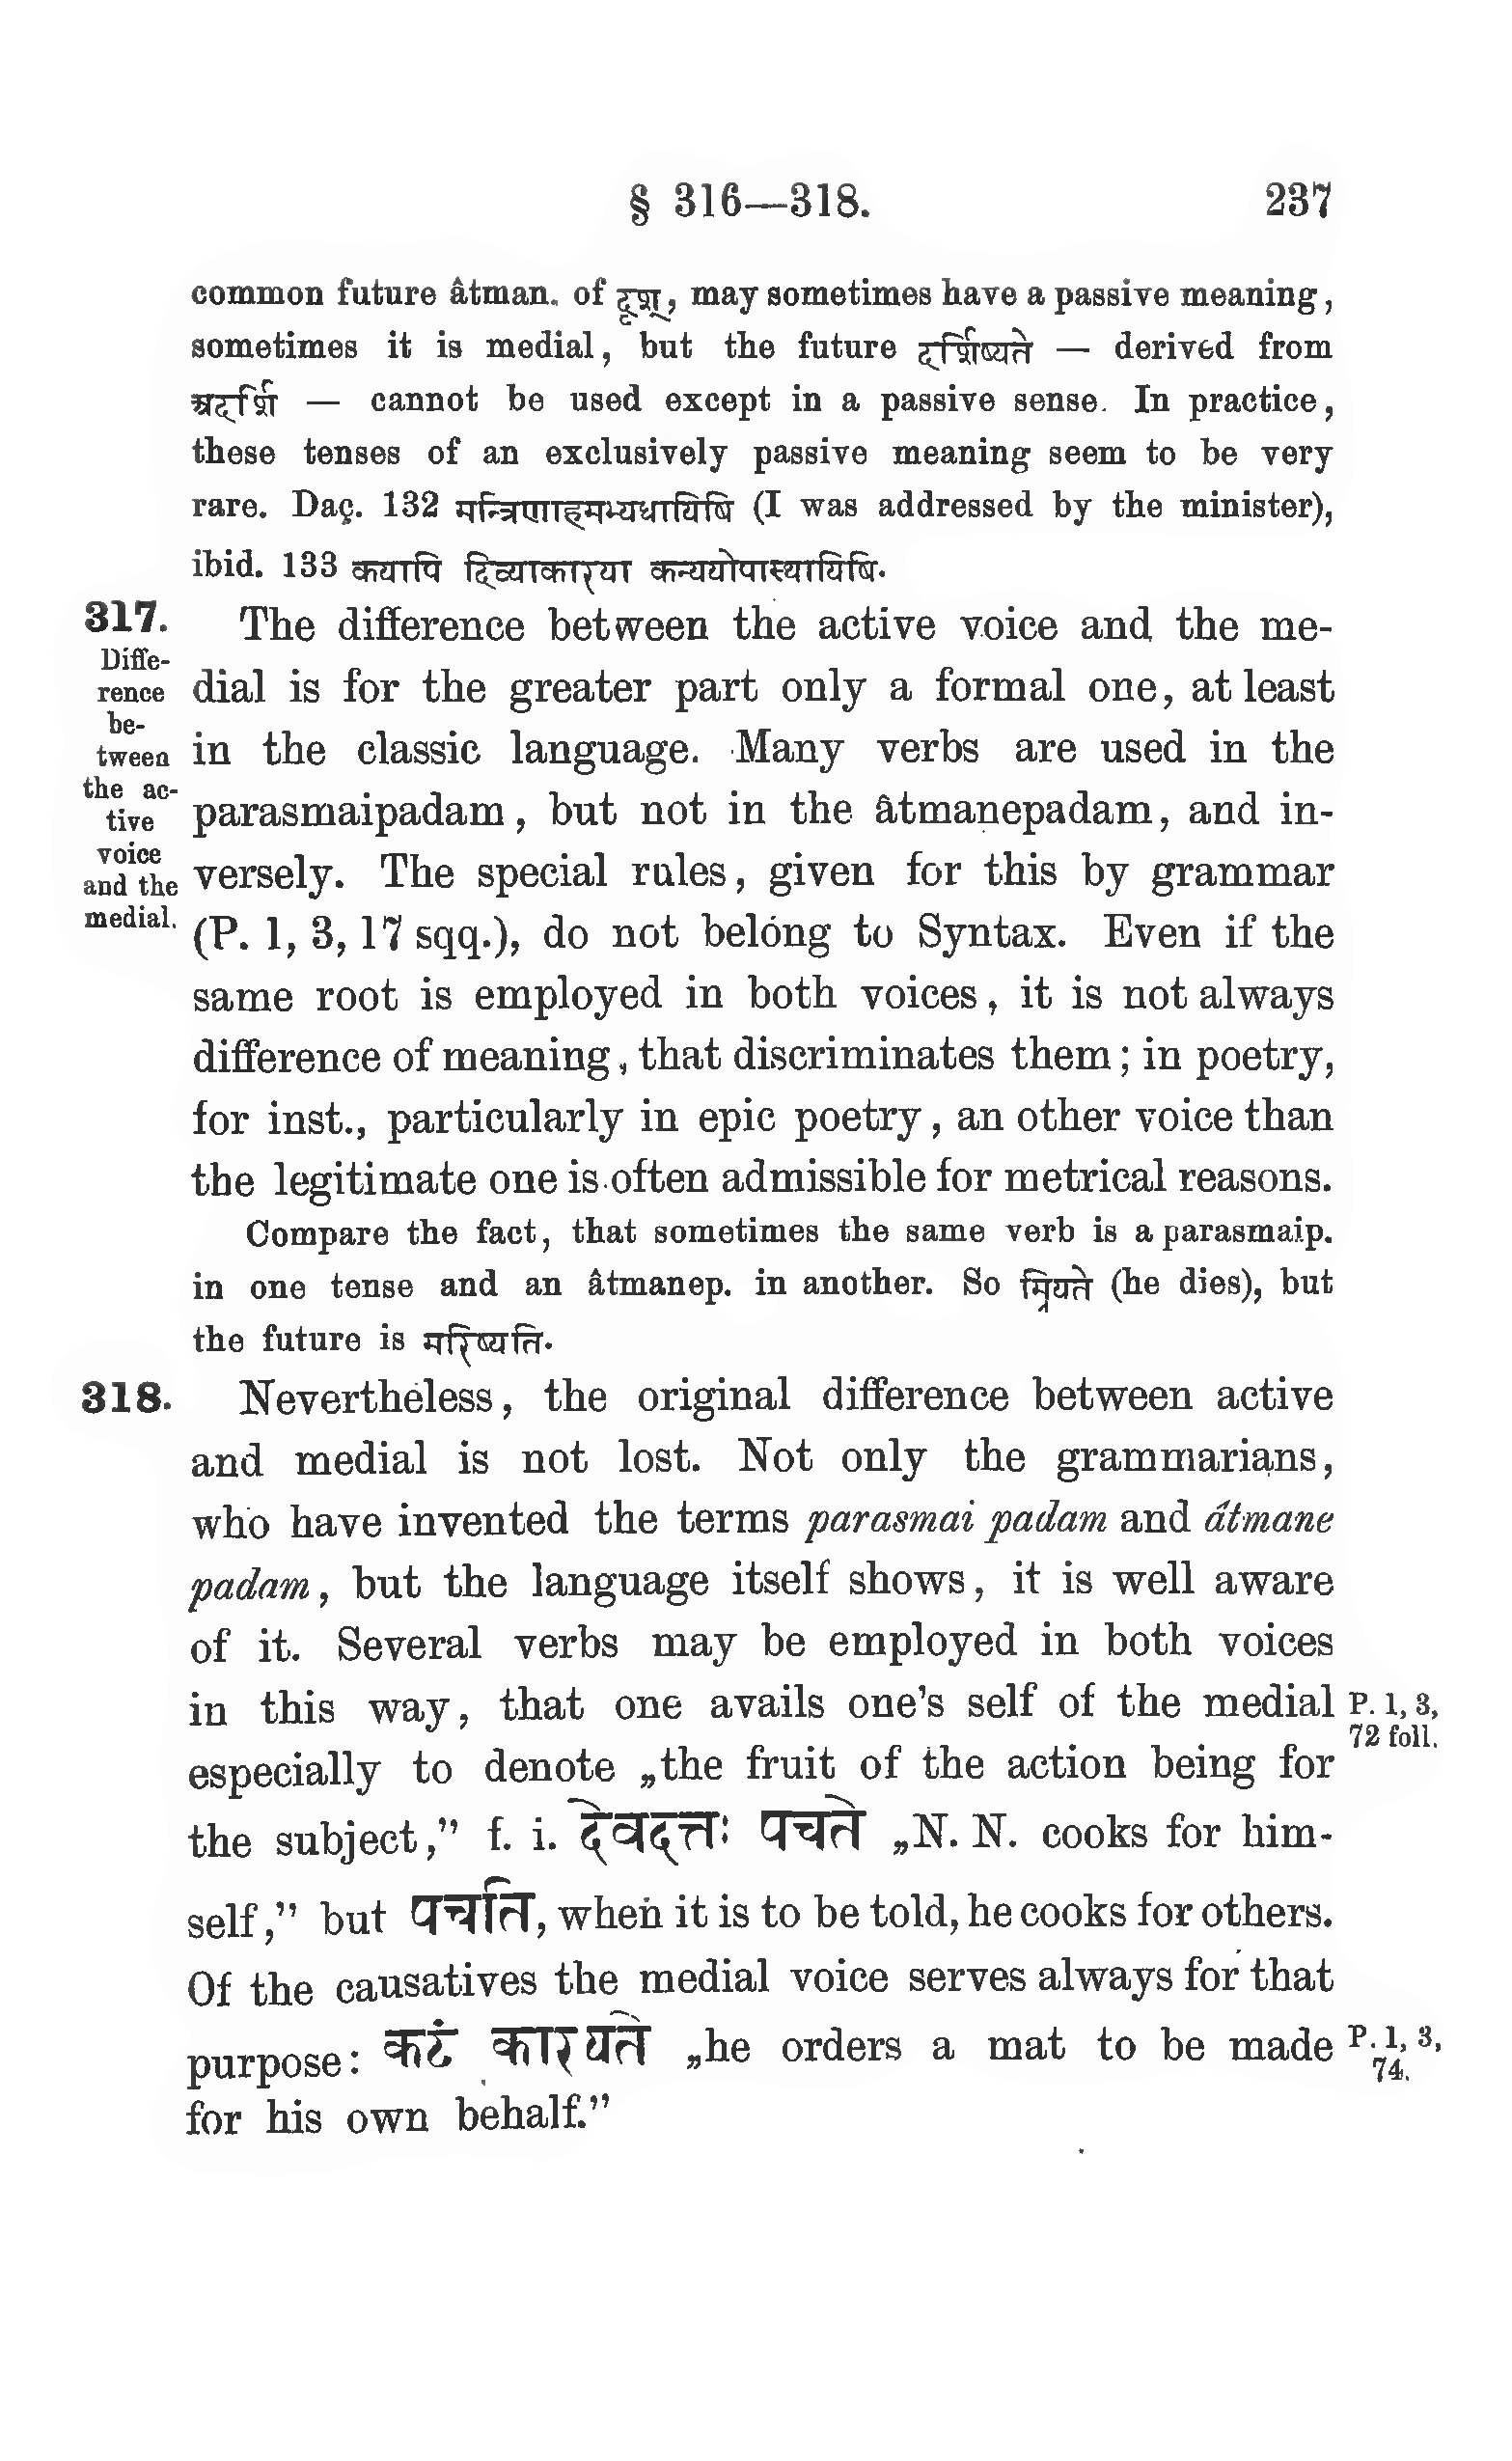 § 316—318. 237
common future âtman. of दृश्, may sometimes have a passive meaning,
sometimes it is medial, but the future दर्शिष्यते — derived from
अदर्शि — cannot be used except in a passive sense. In practice,
these tenses of an exclusively passive meaning seem to be very
rare. Daç. 132 मन्त्रिणाहमभ्यधायिषि (I was addressed by the minister),
ibid. 133 कयापि दिव्याकारया कन्ययोपास्थायिषि.
317. The difference between the active voice and the me-
Diffe-
rence
be-
tween
the ac-
tive
voice
and the
medial.
dial is for the greater part only a formal one, at least
in the classic language. Many verbs are used in the
parasmaipadam, but not in the âtmanepadam, and in-
versely. The special rules, given for this by grammar
(P. 1, 3, 17 sqq.), do not belong to Syntax. Even if the
same root is employed in both voices, it is not always
difference of meaning, that discriminates them; in poetry,
for inst., particularly in epic poetry, an other voice than
the legitimate one is often admissible for metrical reasons.
Compare the fact, that sometimes the same verb is a parasmaip.
in one tense and an âtmanep. in another. So म्रियते (he dies), but
the future is मरिष्यति.
318. Nevertheless, the original difference between active
and medial is not lost. Not only the grammarians,
who have invented the terms parasmai padam and âtmane
padam, but the language itself shows, it is well aware
of it. Several verbs may be employed in both voices
in this way, that one avails one's self of the medial
P. 1, 3,
72 foll.
especially to denote „the fruit of the action being for
the subject,” f. i. देवदत्तः पचते „N. N. cooks for him-
self,” but पचति, when it is to be told, he cooks for others.
Of the causatives the medial voice serves always for that
purpose: कटं कारयते „he orders a mat to be made
P. 1, 3,
74.
for his own behalf.”